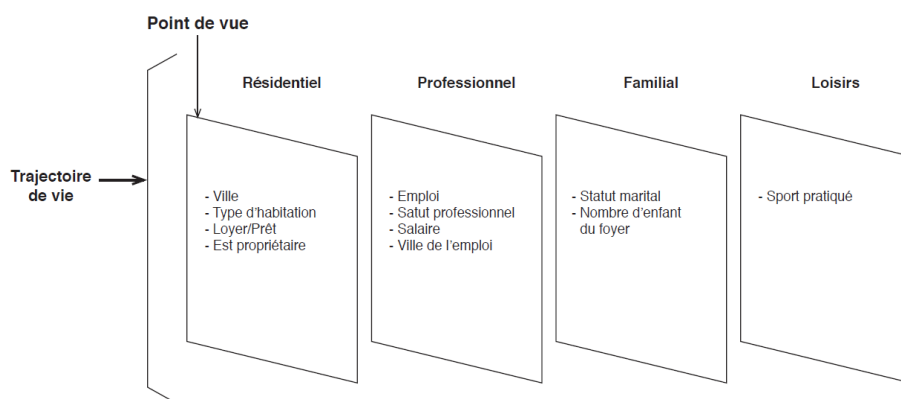 Point de vue
Résidentiel
Professionnel
Familial
Loisirs
Trajectoire
de vie
- Ville
- Type d'habitation
- Loyer/Prêt
- Est propriétaire
- Emploi
- Satut professionnel
- Salaire
- Ville de l'emploi
- Statut marital
- Nombre d'enfant
du foyer
- Sport pratiqué